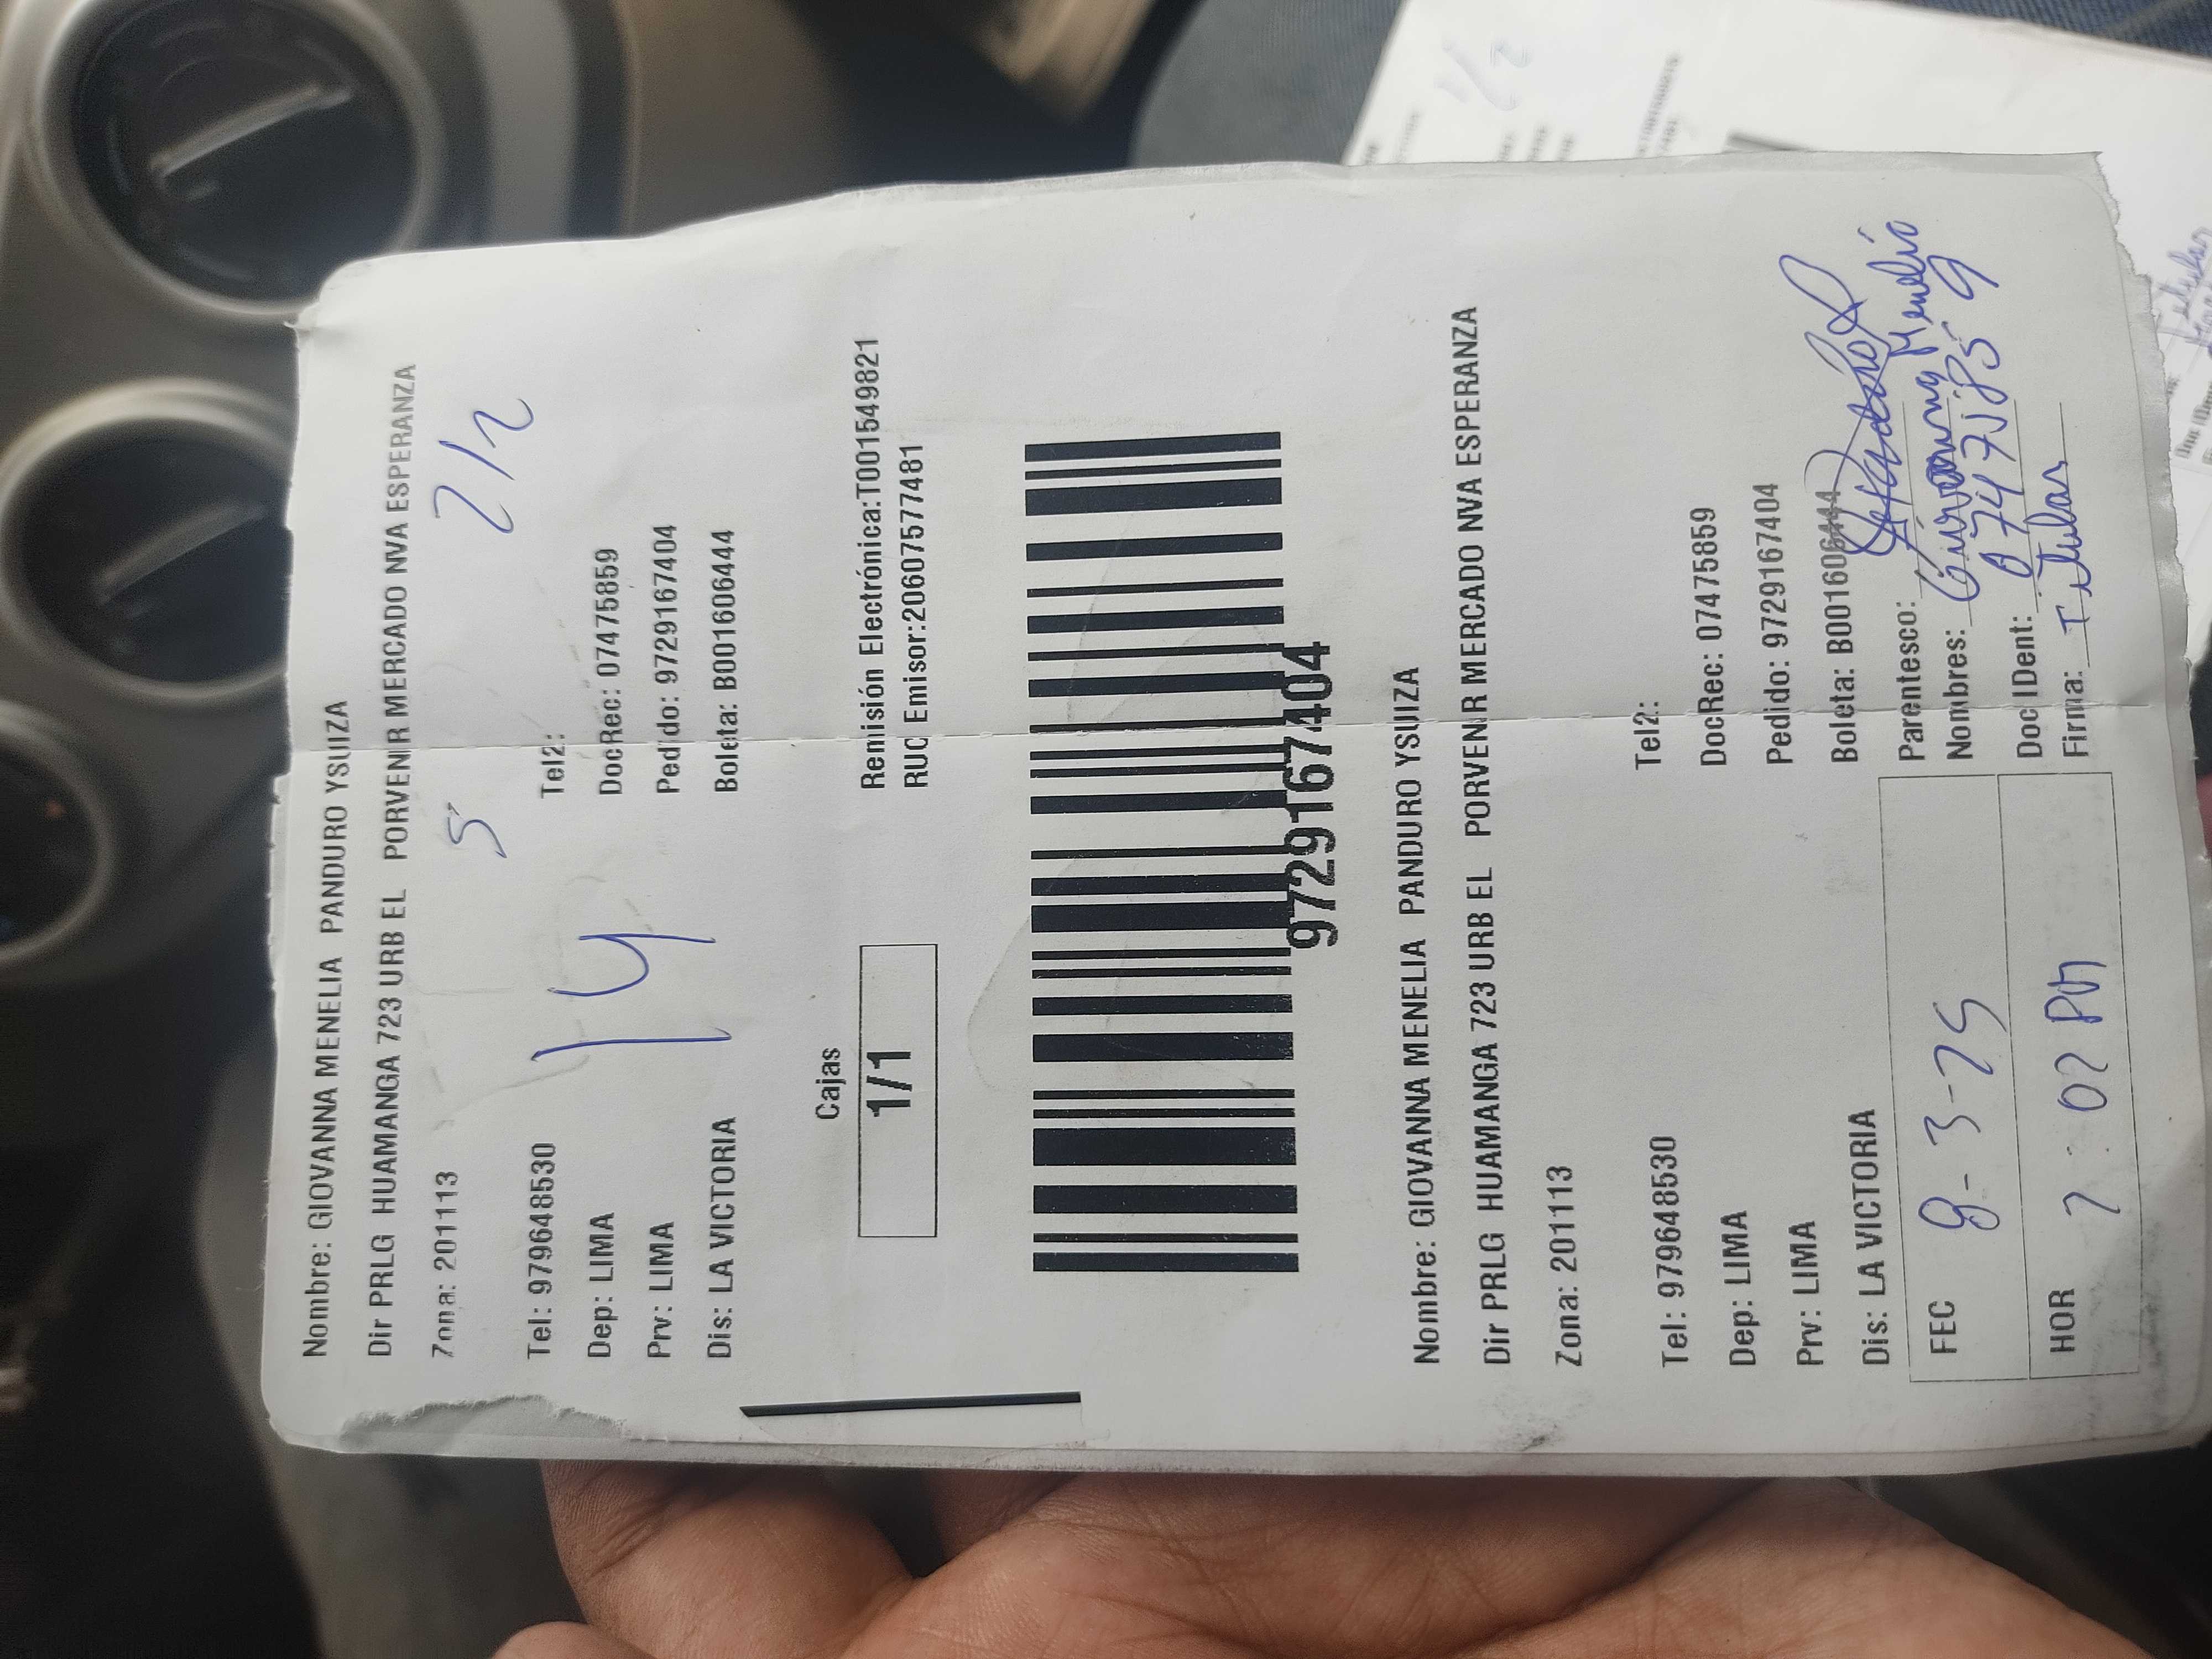 Nombre: GIOVANNA MENELIA PANDURO YSUIZA
Dir PRLG HUAMANGA 723 URB EL PORVENIR MERCADO NVA ESPERANZA
Zona: 201113
5
2/2
14
Tel: 979648530 Tel2:
Dep: LIMA DocRec: 07475859
Prv: LIMA Pedido: 9729167404
Dis: LA VICTORIA Boleta: B001606444
Cajas
1/1
Remisión Electrónica:T001549821
RUC Emisor:20607577481
9729167404
Nombre: GIOVANNA MENELIA PANDURO YSUIZA
Dir PRLG HUAMANGA 723 URB EL PORVENIR MERCADO NVA ESPERANZA
Zona: 201113
Tel: 979648530 Tel2:
Dep: LIMA DocRec: 07475859
Prv: LIMA Pedido: 9729167404
Dis: LA VICTORIA Boleta: B001606444
FEC 8-3-25
HOR 7:02 PM
Parentesco:
Nombres: Giovanna
DocIDent: 07475859
Firma: Titular
1/2